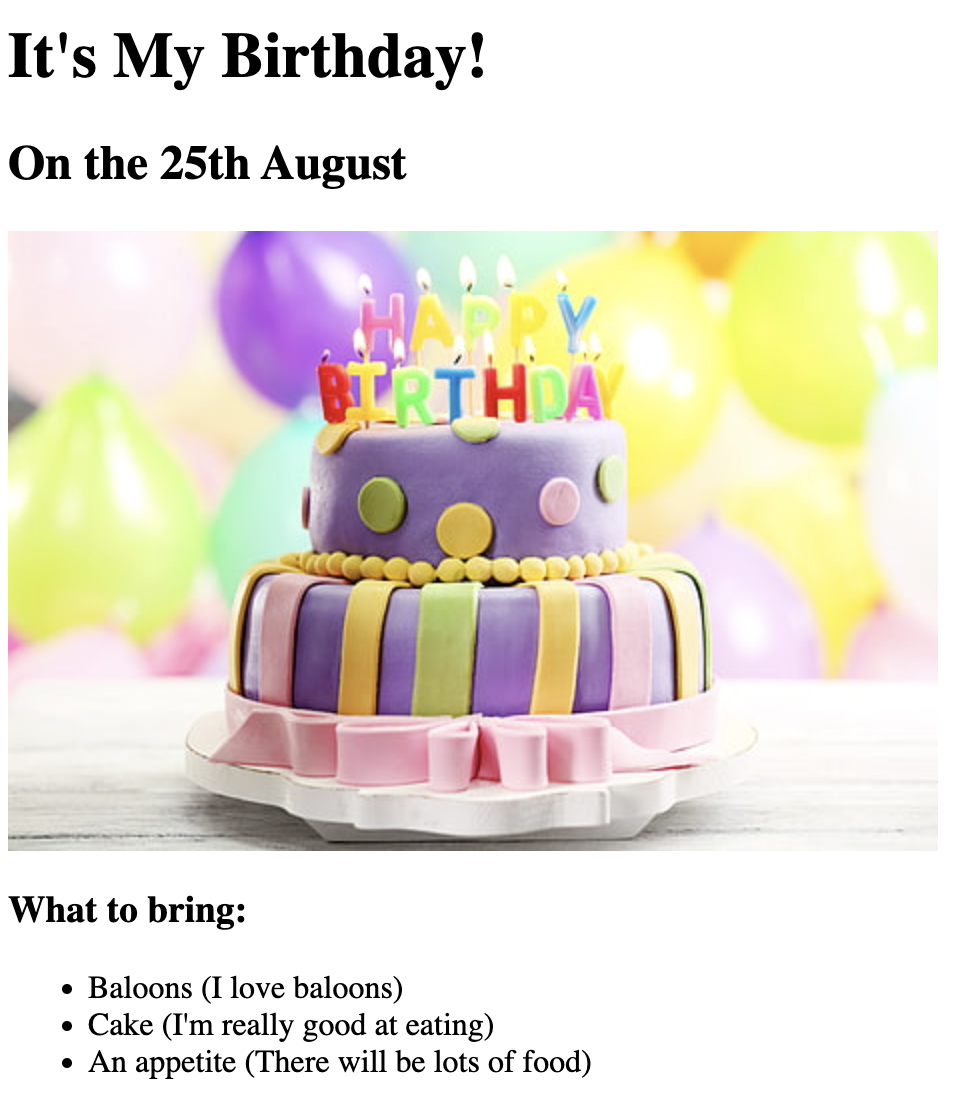 It's My Birthday!
On the 25th August
HAPPY
BIRTHDAY
What to bring:
Baloons (I love baloons)
Cake (I'm really good at eating)
An appetite (There will be lots of food)